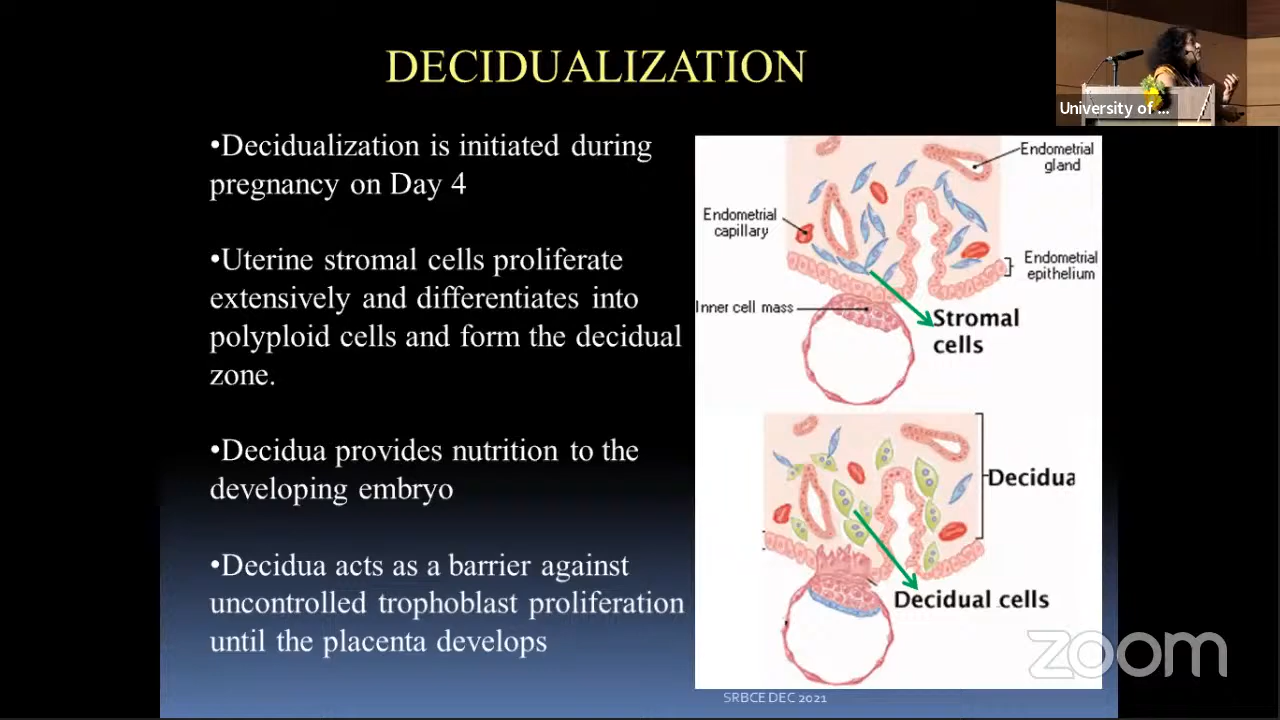 DECIDUALIZATION
University of ...
•Decidualization is initiated during
pregnancy on Day 4
•Uterine stromal cells proliferate
extensively and differentiates into
polyploid cells and form the decidual
zone.
•Decidua provides nutrition to the
developing embryo
•Decidua acts as a barrier against
uncontrolled trophoblast proliferation
until the placenta develops
Endometrial
gland
Endometrial
capillary
Endometrial
epithelium
Inner cell mass
Stromal
cells
Decidua
Decidual cells
zoom
SRBCE DEC 2021